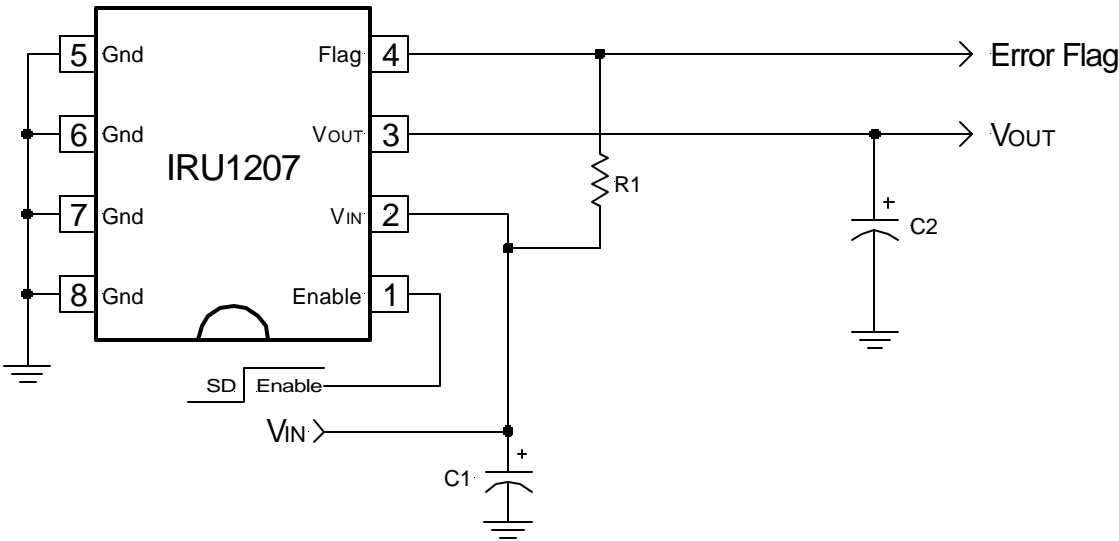 5 Gnd Flag 4 Error Flag
6 Gnd VOUT 3 VOUT
IRU1207
R1
7 Gnd VIN 2
+
C2
8 Gnd Enable 1
SD Enable
VIN
+
C1